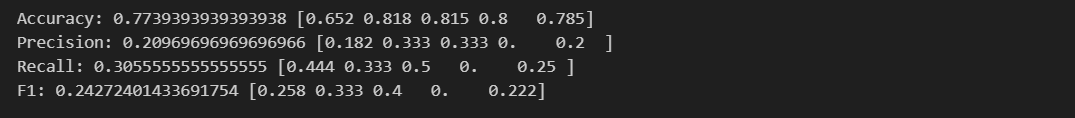 Accuracy: 0.7739393939393938 [0.652 0.818 0.815 0.8   0.785]
Precision: 0.20969696969696966 [0.182 0.333 0.333 0.    0.2  ]
Recall: 0.3055555555555555 [0.444 0.333 0.5   0.    0.25 ]
F1: 0.24272401433691754 [0.258 0.333 0.4   0.    0.222]